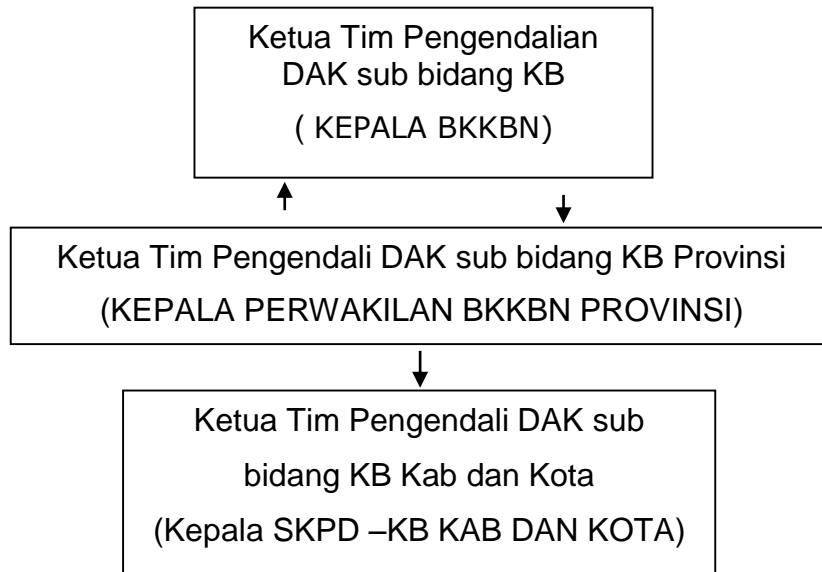 Ketua Tim Pengendalian
DAK sub bidang KB
( KEPALA BKKBN)
Ketua Tim Pengendali DAK sub bidang KB Provinsi
(KEPALA PERWAKILAN BKKBN PROVINSI)
Ketua Tim Pengendali DAK sub
bidang KB Kab dan Kota
(Kepala SKPD –KB KAB DAN KOTA)